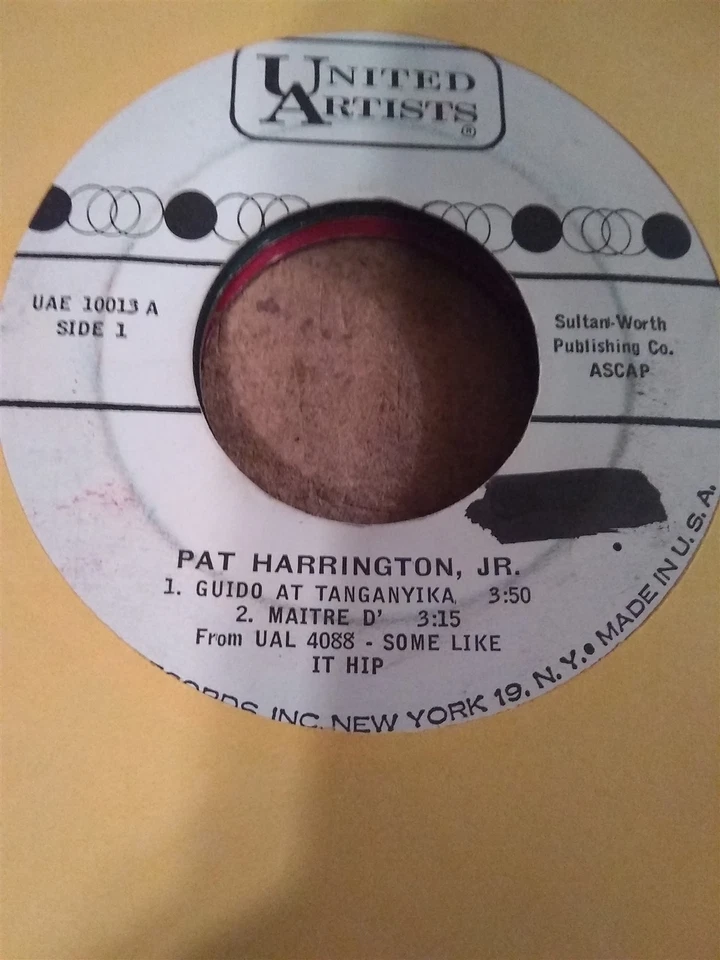 UNITED
ARTISTS
®
UAE 10013 A
SIDE 1
Sultan-Worth
Publishing Co.
ASCAP
PAT HARRINGTON, JR.
1. GUIDO AT TANGANYIKA 3:50
2. MAITRE D' 3:15
From UAL 4088 - SOME LIKE
IT HIP
INC. NEW YORK 19, N. Y. • MADE IN U. S. A.